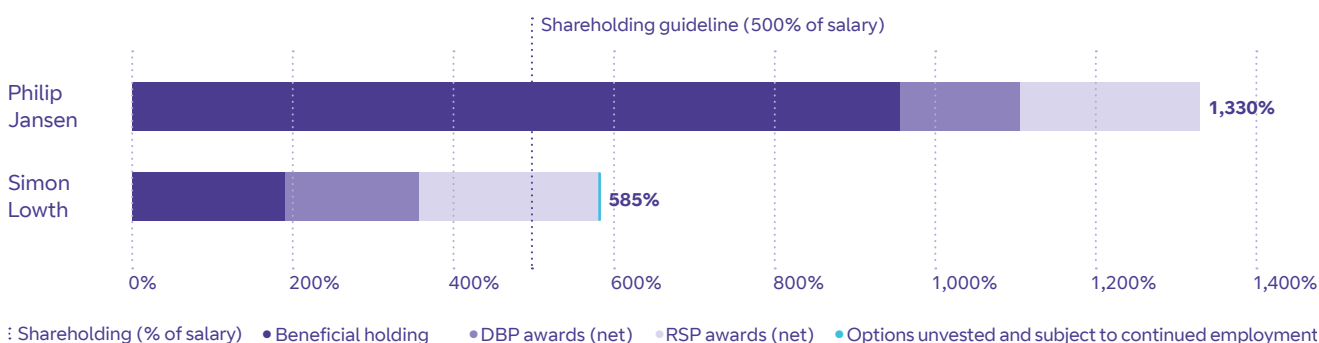 Shareholding guideline (500% of salary)
Philip
Jansen
1,330%
Simon
Lowth
585%
0% 200% 400% 600% 800% 1,000% 1,200% 1,400%
Shareholding (% of salary) • Beneficial holding • DBP awards (net) • RSP awards (net) • Options unvested and subject to continued employment